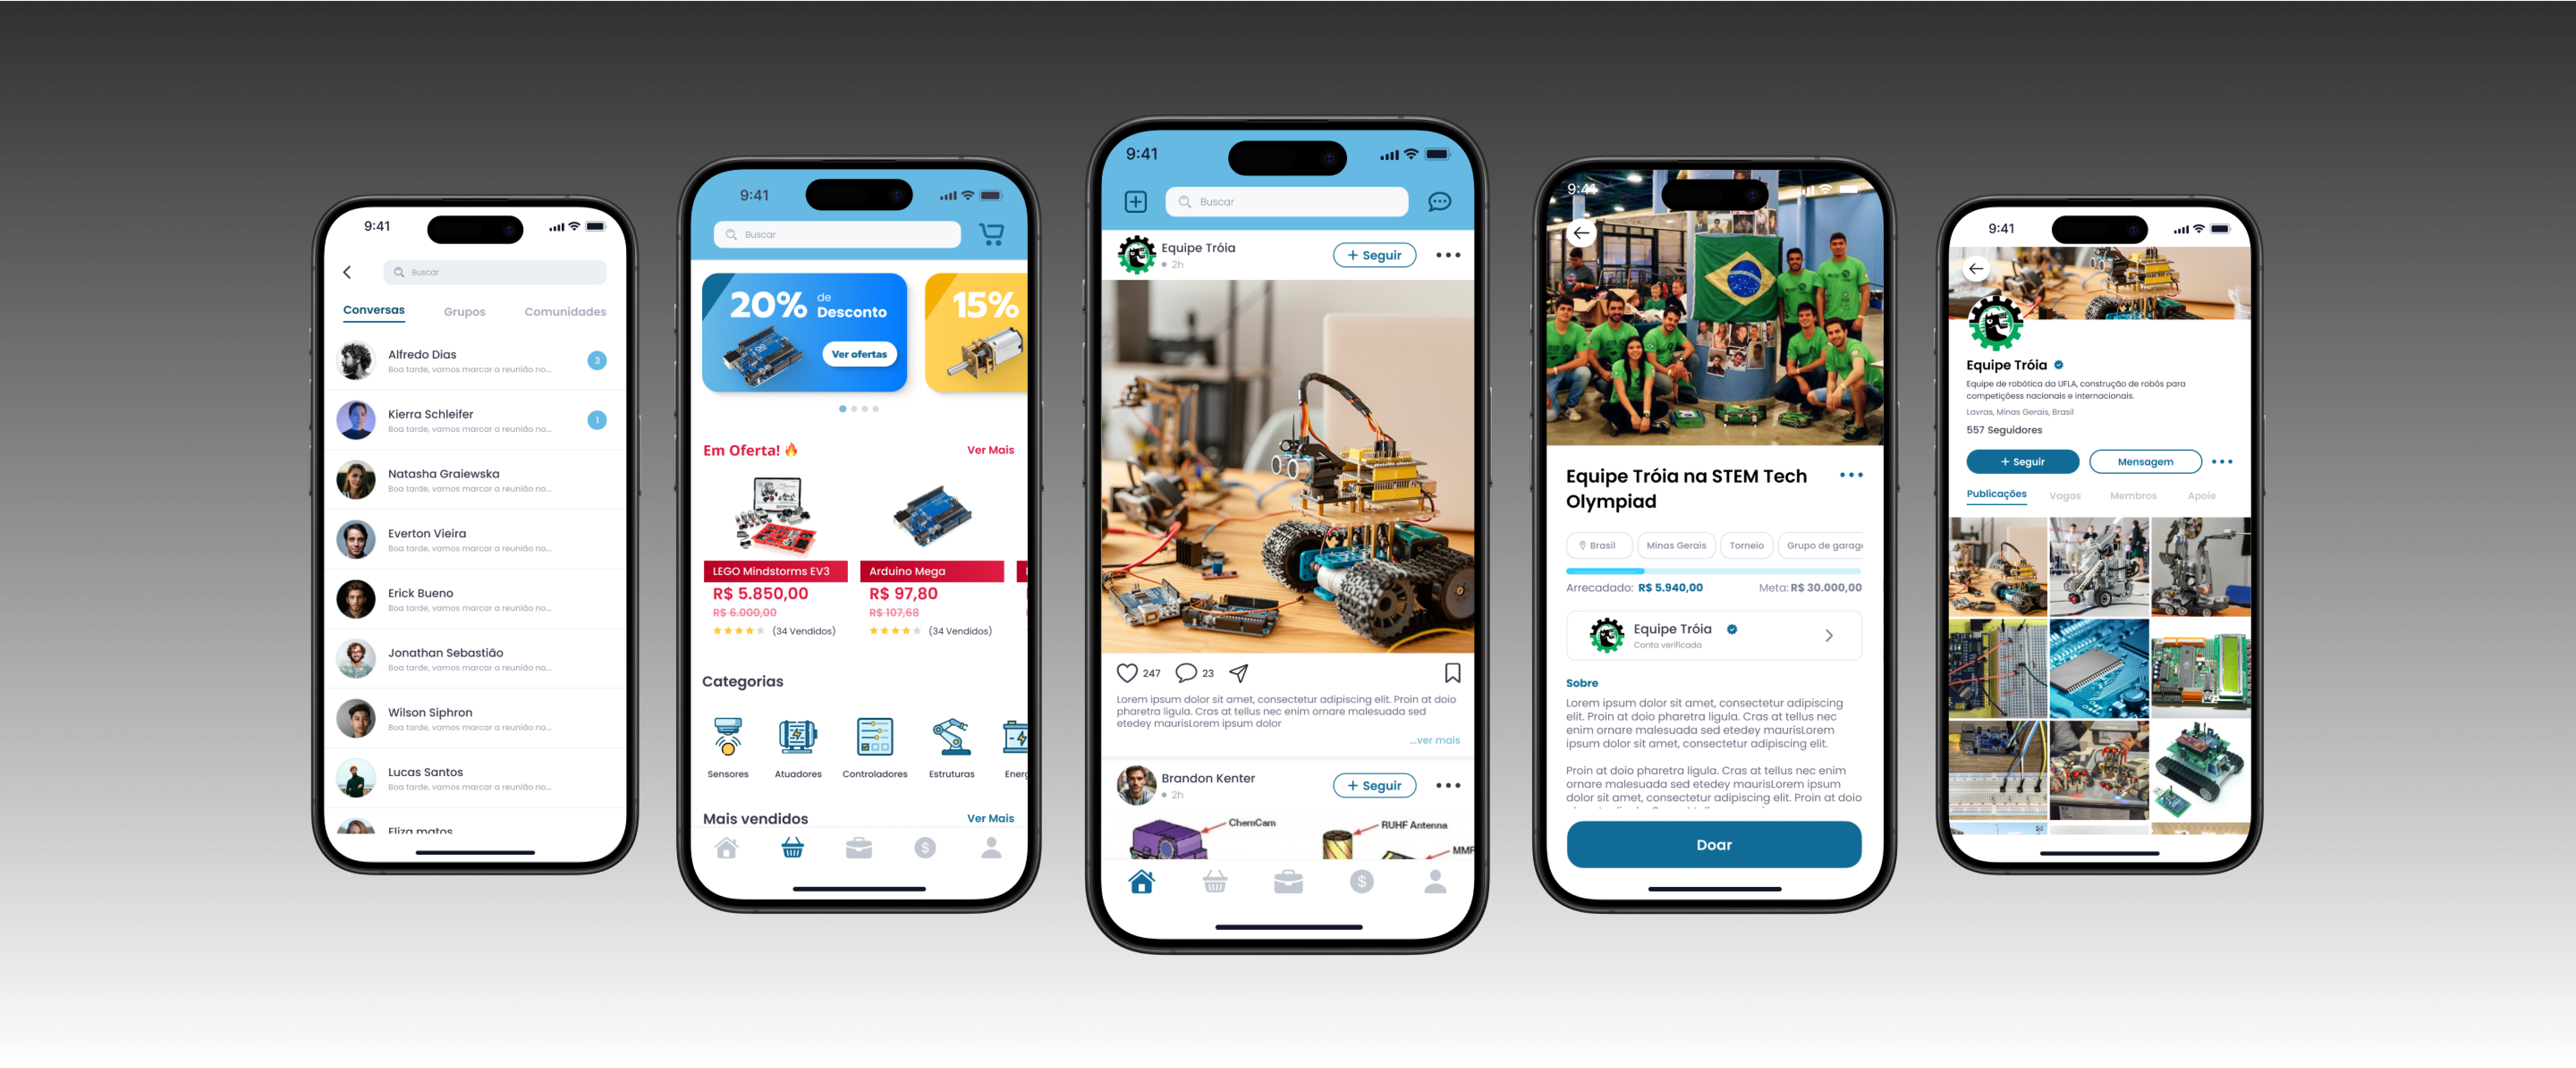 9:41
Buscar
Conversas Grupos Comunidades
Alfredo Dias
Boa tarde, vamos marcar a reunião no...
3
Kierra Schleifer
Boa tarde, vamos marcar a reunião no...
1
Natasha Graiewska
Boa tarde, vamos marcar a reunião no...
Everton Vieira
Boa tarde, vamos marcar a reunião no...
Erick Bueno
Boa tarde, vamos marcar a reunião no...
Jonathan Sebastião
Boa tarde, vamos marcar a reunião no...
Wilson Siphron
Boa tarde, vamos marcar a reunião no...
Lucas Santos
Boa tarde, vamos marcar a reunião no...
Eliza matos
9:41
Buscar
20% de Desconto
Ver ofertas
15%
Em Oferta! Ver Mais
LEGO Mindstorms EV3
R$ 5.850,00
R$ 6.000,00
(34 Vendidos)
Arduino Mega
R$ 97,80
R$ 107,68
(34 Vendidos)
Categorias
Sensores Atuadores Controladores Estruturas Energ
Mais vendidos Ver Mais
9:41
Buscar
Equipe Tróia
2h
+ Seguir
247 23
Lorem ipsum dolor sit amet, consectetur adipiscing elit. Proin at doio
pharetra ligula. Cras at tellus nec enim ornare malesuada sed
etedey maurisLorem ipsum dolor
...ver mais
Brandon Kenter
2h
+ Seguir
ChemCam
RUHF Antenna
MMR
9:41
Equipe Tróia na STEM Tech
Olympiad
Brasil Minas Gerais Torneio Grupo de garage
Arrecadado: R$ 5.940,00 Meta: R$ 30.000,00
Equipe Tróia
Conta verificada
Sobre
Lorem ipsum dolor sit amet, consectetur adipiscing
elit. Proin at doio pharetra ligula. Cras at tellus nec
enim ornare malesuada sed etedey maurisLorem
ipsum dolor sit amet, consectetur adipiscing elit.
Proin at doio pharetra ligula. Cras at tellus nec enim
ornare malesuada sed etedey maurisLorem ipsum
dolor sit amet, consectetur adipiscing elit. Proin at doio
Doar
9:41
Equipe Tróia
Equipe de robótica da UFLA, construção de robôs para
competiçõess nacionais e internacionais.
Lavras, Minas Gerais, Brasil
557 Seguidores
+ Seguir Mensagem
Publicações Vagas Membros Apoie